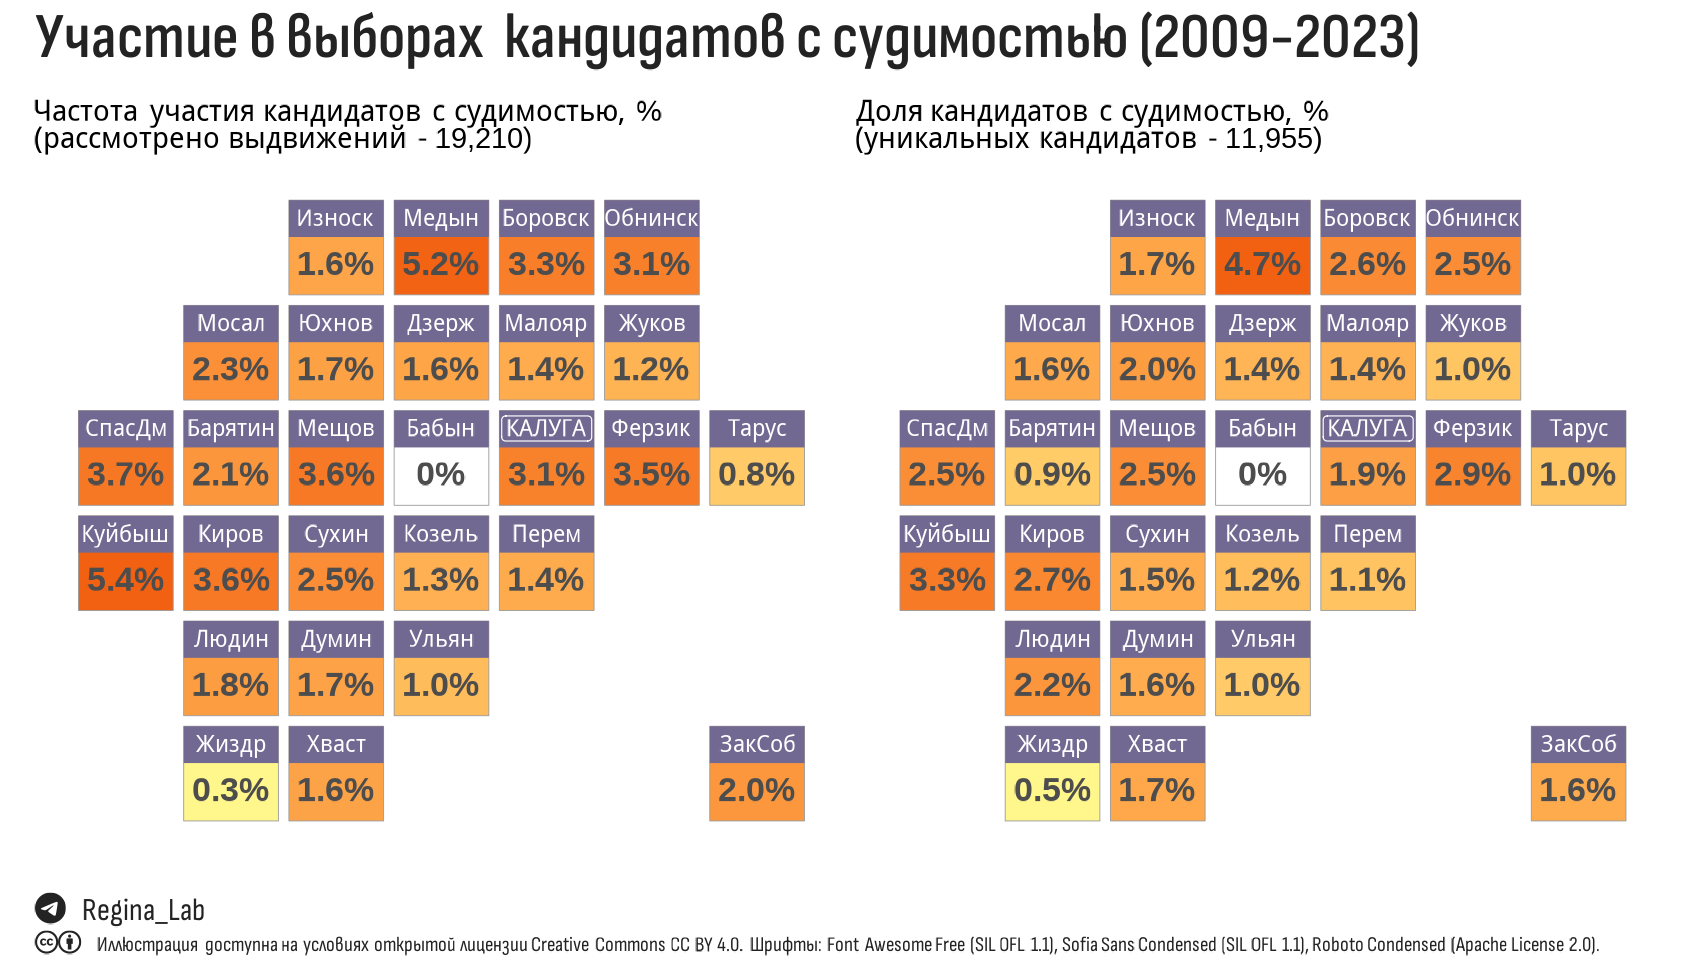 Участие в выборах кандидатов с судимостью (2009-2023)
Частота участия кандидатов с судимостью, %
(рассмотрено выдвижений - 19,210)
Износк Медын Боровск Обнинск
1.6% 5.2% 3.3% 3.1%
Мосал Юхнов Дзерж Малояр Жуков
2.3% 1.7% 1.6% 1.4% 1.2%
СпасДм Барятин Мещов Бабын КАЛУГА Ферзик Тарус
3.7% 2.1% 3.6% 0% 3.1% 3.5% 0.8%
Куйбыш Киров Сухин Козель Перем
5.4% 3.6% 2.5% 1.3% 1.4%
Людин Думин Ульян
1.8% 1.7% 1.0%
Жиздр Хваст ЗакСоб
0.3% 1.6% 2.0%
Доля кандидатов с судимостью, %
(уникальных кандидатов - 11,955)
Износк Медын Боровск Обнинск
1.7% 4.7% 2.6% 2.5%
Мосал Юхнов Дзерж Малояр Жуков
1.6% 2.0% 1.4% 1.4% 1.0%
СпасДм Барятин Мещов Бабын КАЛУГА Ферзик Тарус
2.5% 0.9% 2.5% 0% 1.9% 2.9% 1.0%
Куйбыш Киров Сухин Козель Перем
3.3% 2.7% 1.5% 1.2% 1.1%
Людин Думин Ульян
2.2% 1.6% 1.0%
Жиздр Хваст ЗакСоб
0.5% 1.7% 1.6%
Regina_Lab
cc Иллюстрация доступна на условиях открытой лицензии Creative Commons CC BY 4.0. Шрифты: Font Awesome Free (SIL OFL 1.1), Sofia Sans Condensed (SIL OFL 1.1), Roboto Condensed (Apache License 2.0).